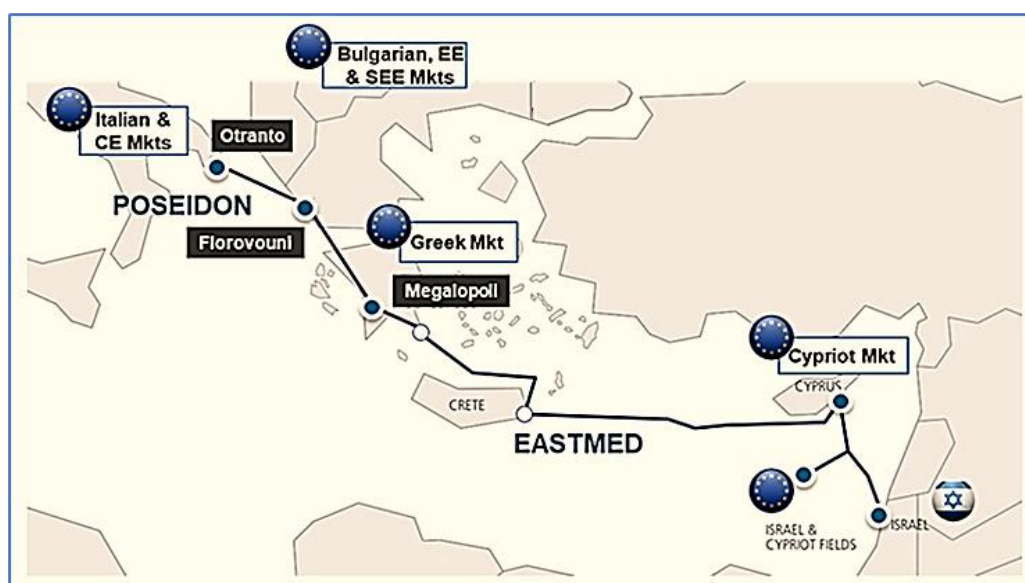 Bulgarian, EE
& SEE Mkts
Italian &
CE Mkts
Otranto
POSEIDON
Florovouni
Greek Mkt
Megalopoli
Cypriot Mkt
CYPRUS
CRETE
EASTMED
ISRAEL &
CYPRIOT FIELDS
ISRAEL